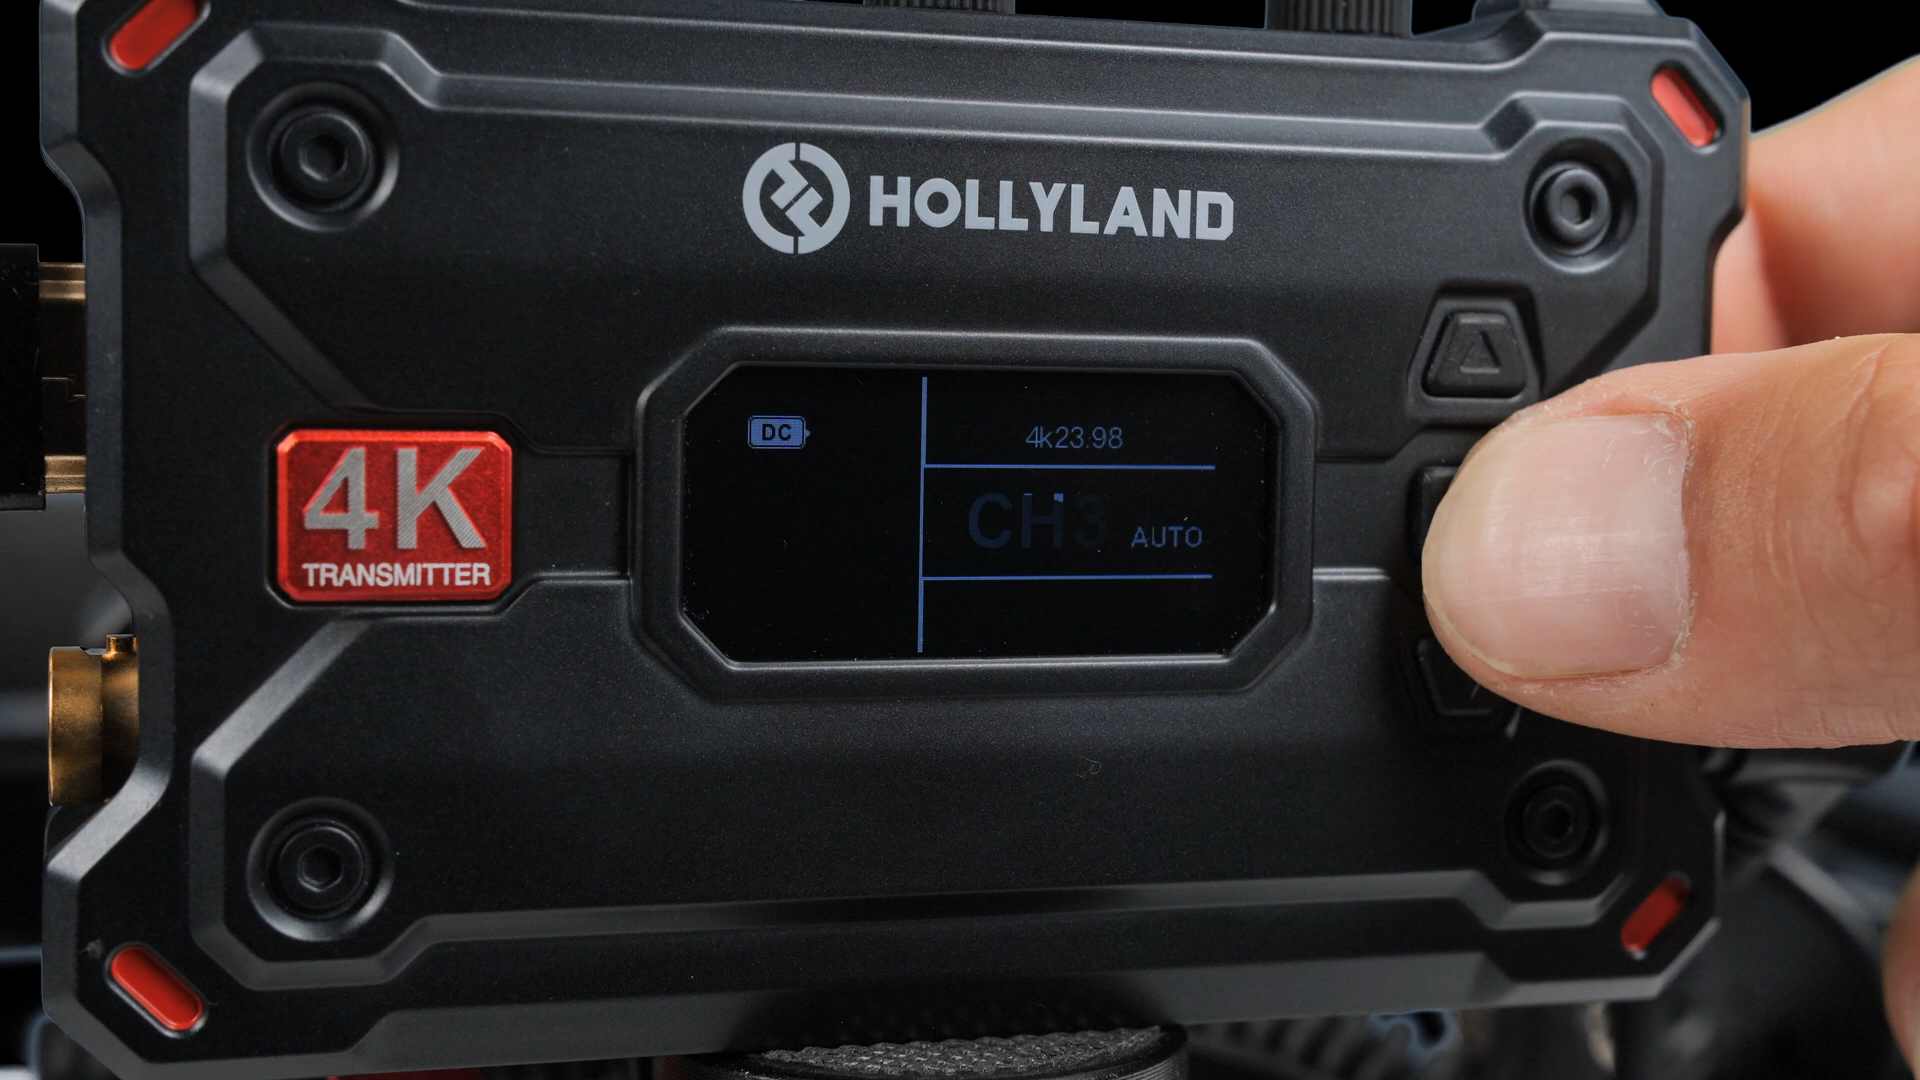 HOLLYLAND
4K
TRANSMITTER
DC
4k23.98
CH3
AUTO